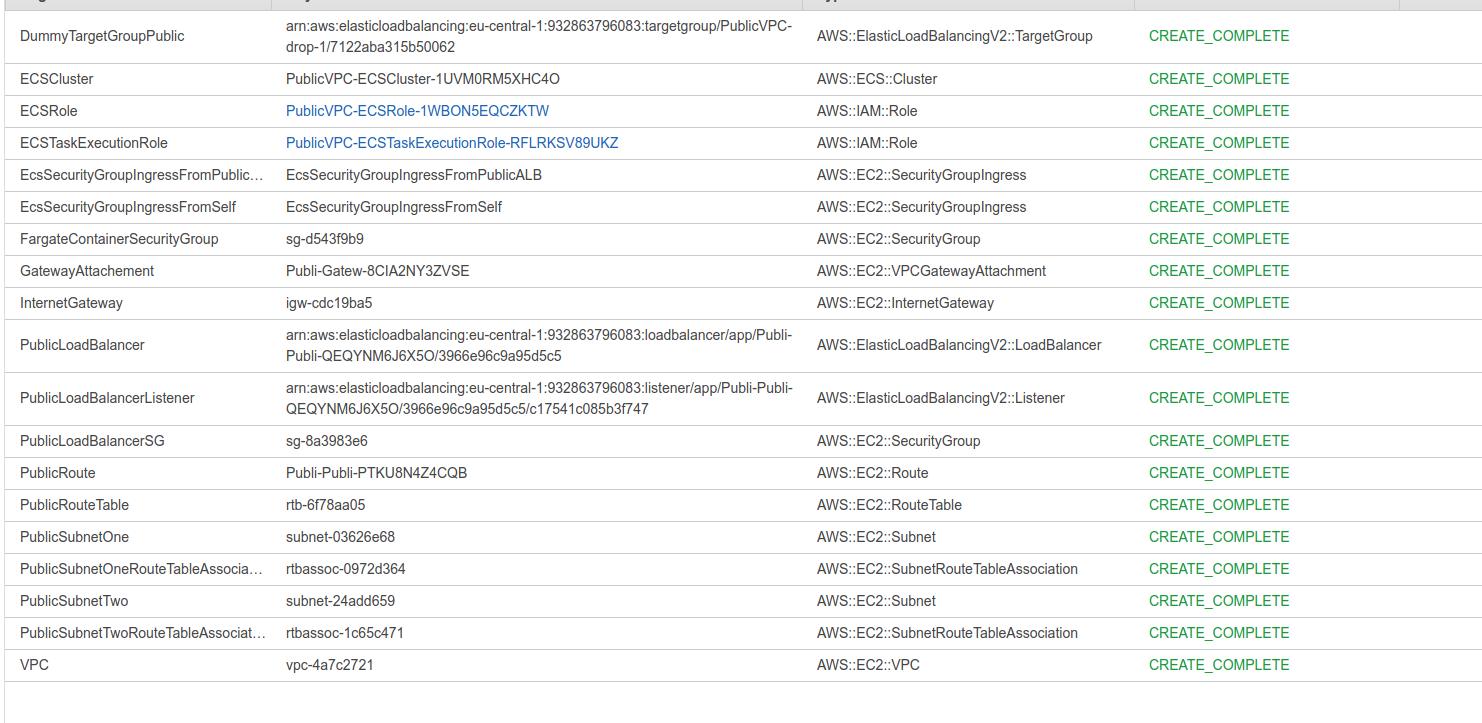 DummyTargetGroupPublic
arn:aws:elasticloadbalancing:eu-central-1:932863796083:targetgroup/PublicVPC-
drop-1/7122aba315b50062
AWS::ElasticLoadBalancingV2::TargetGroup
CREATE_COMPLETE
ECSCluster PublicVPC-ECSCluster-1UVM0RM5XHC4O AWS::ECS::Cluster CREATE_COMPLETE
ECSRole PublicVPC-ECSRole-1WBON5EQCZKTW AWS::IAM::Role CREATE_COMPLETE
ECSTaskExecutionRole PublicVPC-ECSTaskExecutionRole-RFLRKSV89UKZ AWS::IAM::Role CREATE_COMPLETE
EcsSecurityGroupIngressFromPublic… EcsSecurityGroupIngressFromPublicALB AWS::EC2::SecurityGroupIngress CREATE_COMPLETE
EcsSecurityGroupIngressFromSelf EcsSecurityGroupIngressFromSelf AWS::EC2::SecurityGroupIngress CREATE_COMPLETE
FargateContainerSecurityGroup sg-d543f9b9 AWS::EC2::SecurityGroup CREATE_COMPLETE
GatewayAttachement Publi-Gatew-8CIA2NY3ZVSE AWS::EC2::VPCGatewayAttachment CREATE_COMPLETE
InternetGateway igw-cdc19ba5 AWS::EC2::InternetGateway CREATE_COMPLETE
PublicLoadBalancer
arn:aws:elasticloadbalancing:eu-central-1:932863796083:loadbalancer/app/Publi-
Publi-QEQYNM6J6X5O/3966e96c9a95d5c5
AWS::ElasticLoadBalancingV2::LoadBalancer
CREATE_COMPLETE
PublicLoadBalancerListener
arn:aws:elasticloadbalancing:eu-central-1:932863796083:listener/app/Publi-Publi-
QEQYNM6J6X5O/3966e96c9a95d5c5/c17541c085b3f747
AWS::ElasticLoadBalancingV2::Listener
CREATE_COMPLETE
PublicLoadBalancerSG sg-8a3983e6 AWS::EC2::SecurityGroup CREATE_COMPLETE
PublicRoute Publi-Publi-PTKU8N4Z4CQB AWS::EC2::Route CREATE_COMPLETE
PublicRouteTable rtb-6f78aa05 AWS::EC2::RouteTable CREATE_COMPLETE
PublicSubnetOne subnet-03626e68 AWS::EC2::Subnet CREATE_COMPLETE
PublicSubnetOneRouteTableAssocia… rtbassoc-0972d364 AWS::EC2::SubnetRouteTableAssociation CREATE_COMPLETE
PublicSubnetTwo subnet-24add659 AWS::EC2::Subnet CREATE_COMPLETE
PublicSubnetTwoRouteTableAssociat… rtbassoc-1c65c471 AWS::EC2::SubnetRouteTableAssociation CREATE_COMPLETE
VPC vpc-4a7c2721 AWS::EC2::VPC CREATE_COMPLETE